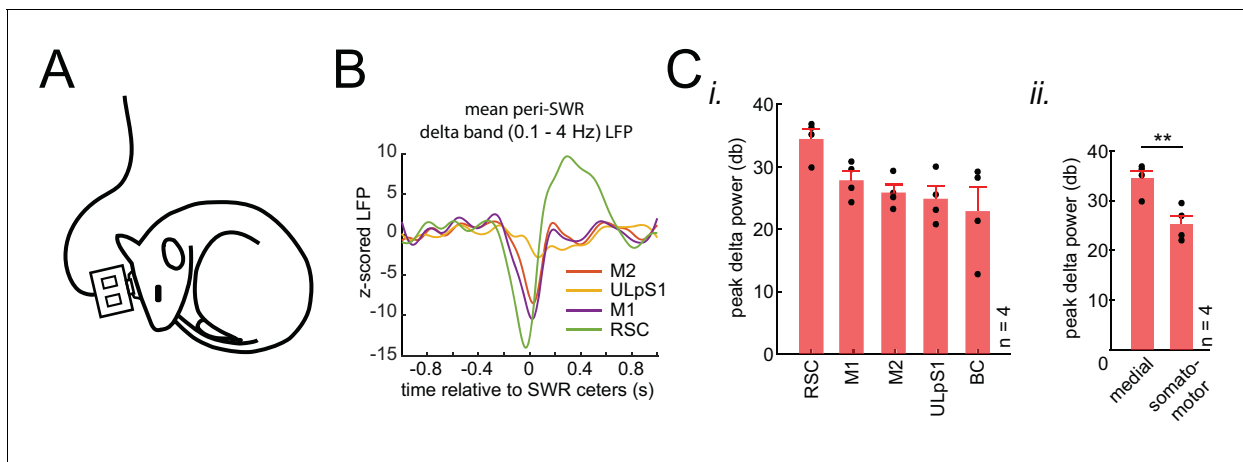 A
B
mean peri-SWR
delta band (0.1 - 4 Hz) LFP
z-scored LFP
10
5
0
-5
-10
-15
M2
ULpS1
M1
RSC
-0.8
-0.4
0
0.4
0.8
time relative to SWR ceters (s)
C
i.
peak delta power (db)
40
30
20
10
0
RSC
M1
M2
ULpS1
BC
n = 4
ii.
**
peak delta power (db)
40
30
20
10
0
medial
somato-
motor
n = 4